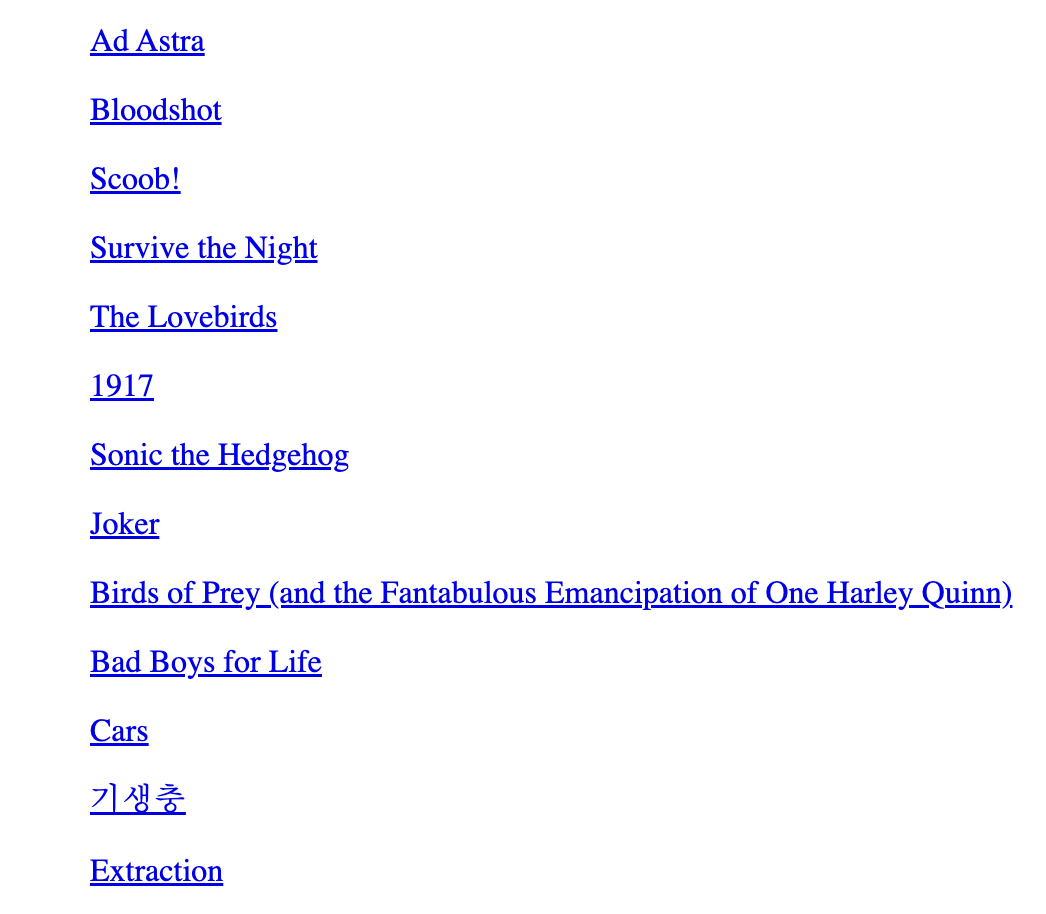 Ad Astra
Bloodshot
Scoob!
Survive the Night
The Lovebirds
1917
Sonic the Hedgehog
Joker
Birds of Prey (and the Fantabulous Emancipation of One Harley Quinn)
Bad Boys for Life
Cars
기생충
Extraction